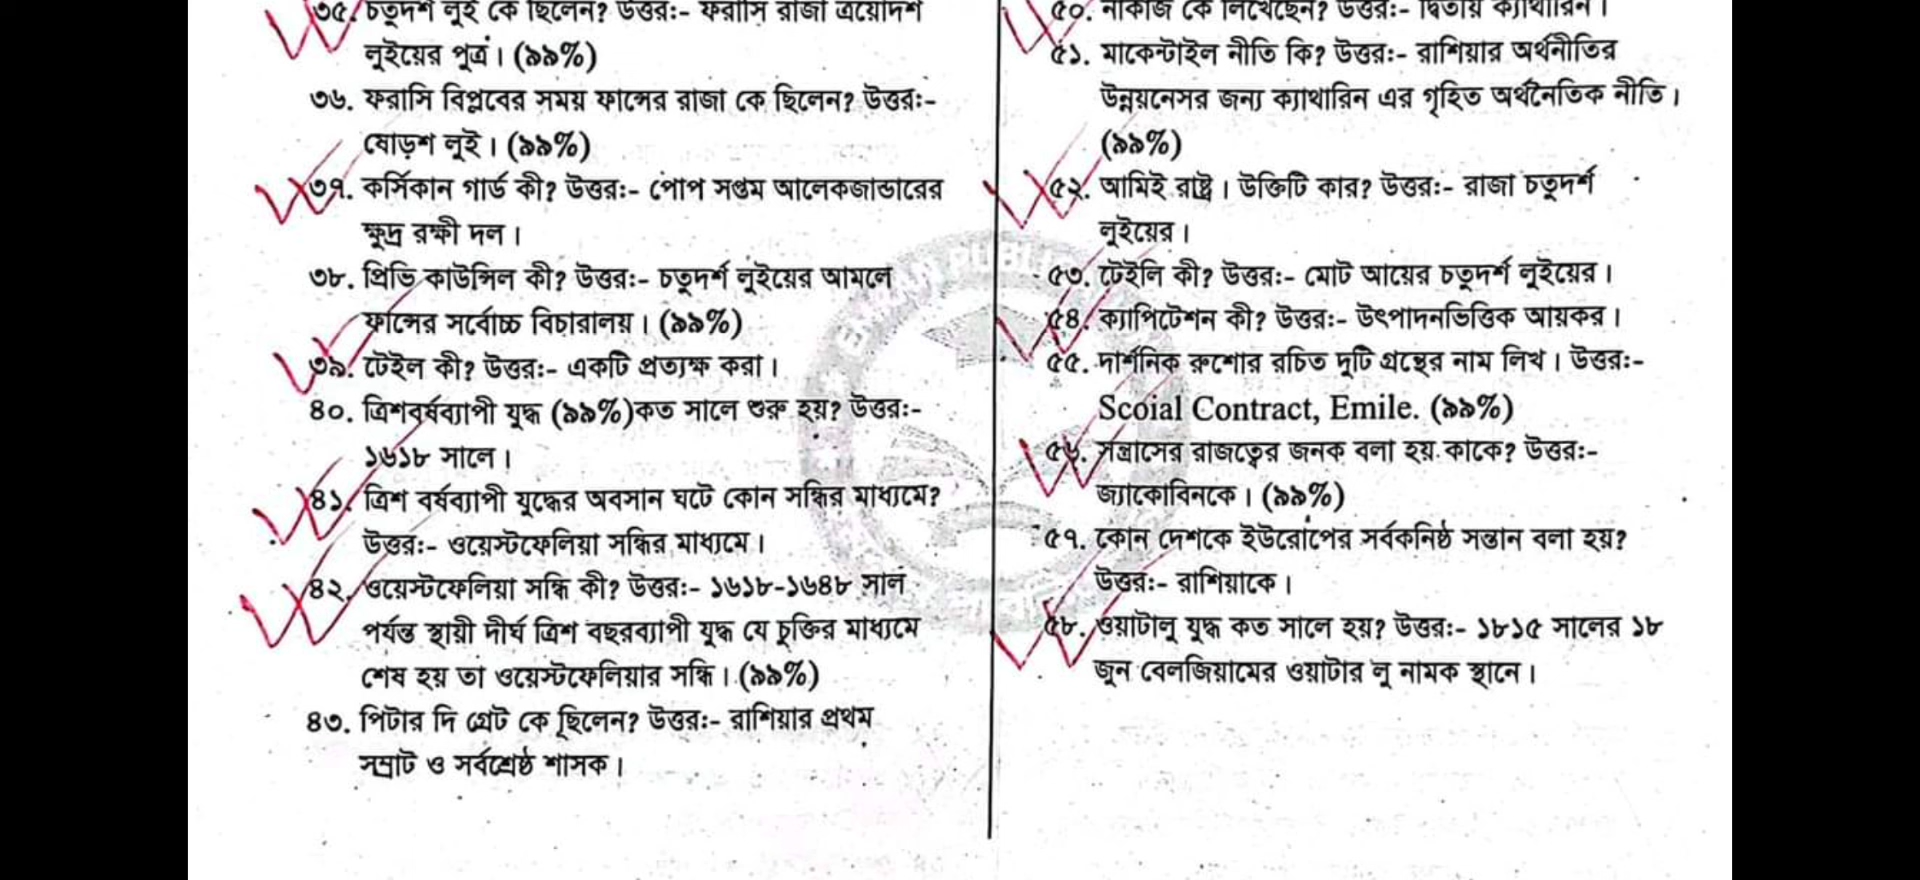 ৩৫. চতুর্দশ লুই কে ছিলেন? উত্তর:- ফরাসি রাজা ত্রয়োদশ
লুইয়ের পুত্র। (৯৯%)
৩৬. ফরাসি বিপ্লবের সময় ফান্সের রাজা কে ছিলেন? উত্তর:-
ষোড়শ লুই। (৯৯%)
৩৭. কর্সিকান গার্ড কী? উত্তর:- পোপ সপ্তম আলেকজান্ডারের
ক্ষুদ্র রক্ষী দল।
৩৮. প্রিভি কাউন্সিল কী? উত্তর:- চতুদর্শ লুইয়ের আমলে
ফান্সের সর্বোচ্চ বিচারালয়। (৯৯%)
৩৯. টেইল কী? উত্তর:- একটি প্রত্যক্ষ করা।
৪০. ত্রিশবর্ষব্যাপী যুদ্ধ (৯৯%)কত সালে শুরু হয়? উত্তর:-
১৬১৮ সালে।
৪১. ত্রিশ বর্ষব্যাপী যুদ্ধের অবসান ঘটে কোন সন্ধির মাধ্যমে?
উত্তর:- ওয়েস্টফেলিয়া সন্ধির মাধ্যমে।
৪২. ওয়েস্টফেলিয়া সন্ধি কী? উত্তর:- ১৬১৮-১৬৪৮ সাল
পর্যন্ত স্থায়ী দীর্ঘ ত্রিশ বছরব্যাপী যুদ্ধ যে চুক্তির মাধ্যমে
শেষ হয় তা ওয়েস্টফেলিয়ার সন্ধি। (৯৯%)
৪৩. পিটার দি গ্রেট কে ছিলেন? উত্তর:- রাশিয়ার প্রথম
সম্রাট ও সর্বশ্রেষ্ঠ শাসক।
৫০. নাকাজ কে লিখেছেন? উত্তর:- দ্বিতীয় ক্যাথারিন।
৫১. মাকেন্টাইল নীতি কি? উত্তর:- রাশিয়ার অর্থনীতির
উন্নয়নেসর জন্য ক্যাথারিন এর গৃহিত অর্থনৈতিক নীতি।
(৯৯%)
৫২. আমিই রাষ্ট্র। উক্তিটি কার? উত্তর:- রাজা চতুদর্শ
লুইয়ের।
৫৩. টেইলি কী? উত্তর:- মোট আয়ের চতুদর্শ লুইয়ের।
৫৪. ক্যাপিটেশন কী? উত্তর:- উৎপাদনভিত্তিক আয়কর।
৫৫. দার্শনিক রুশোর রচিত দুটি গ্রন্থের নাম লিখ। উত্তর:-
Scoial Contract, Emile. (৯৯%)
৫৬. সন্ত্রাসের রাজত্বের জনক বলা হয় কাকে? উত্তর:-
জ্যাকোবিনকে। (৯৯%)
৫৭. কোন দেশকে ইউরোপের সর্বকনিষ্ঠ সন্তান বলা হয়?
উত্তর:- রাশিয়াকে।
৫৮. ওয়াটালু যুদ্ধ কত সালে হয়? উত্তর:- ১৮১৫ সালের ১৮
জুন বেলজিয়ামের ওয়াটার লু নামক স্থানে।